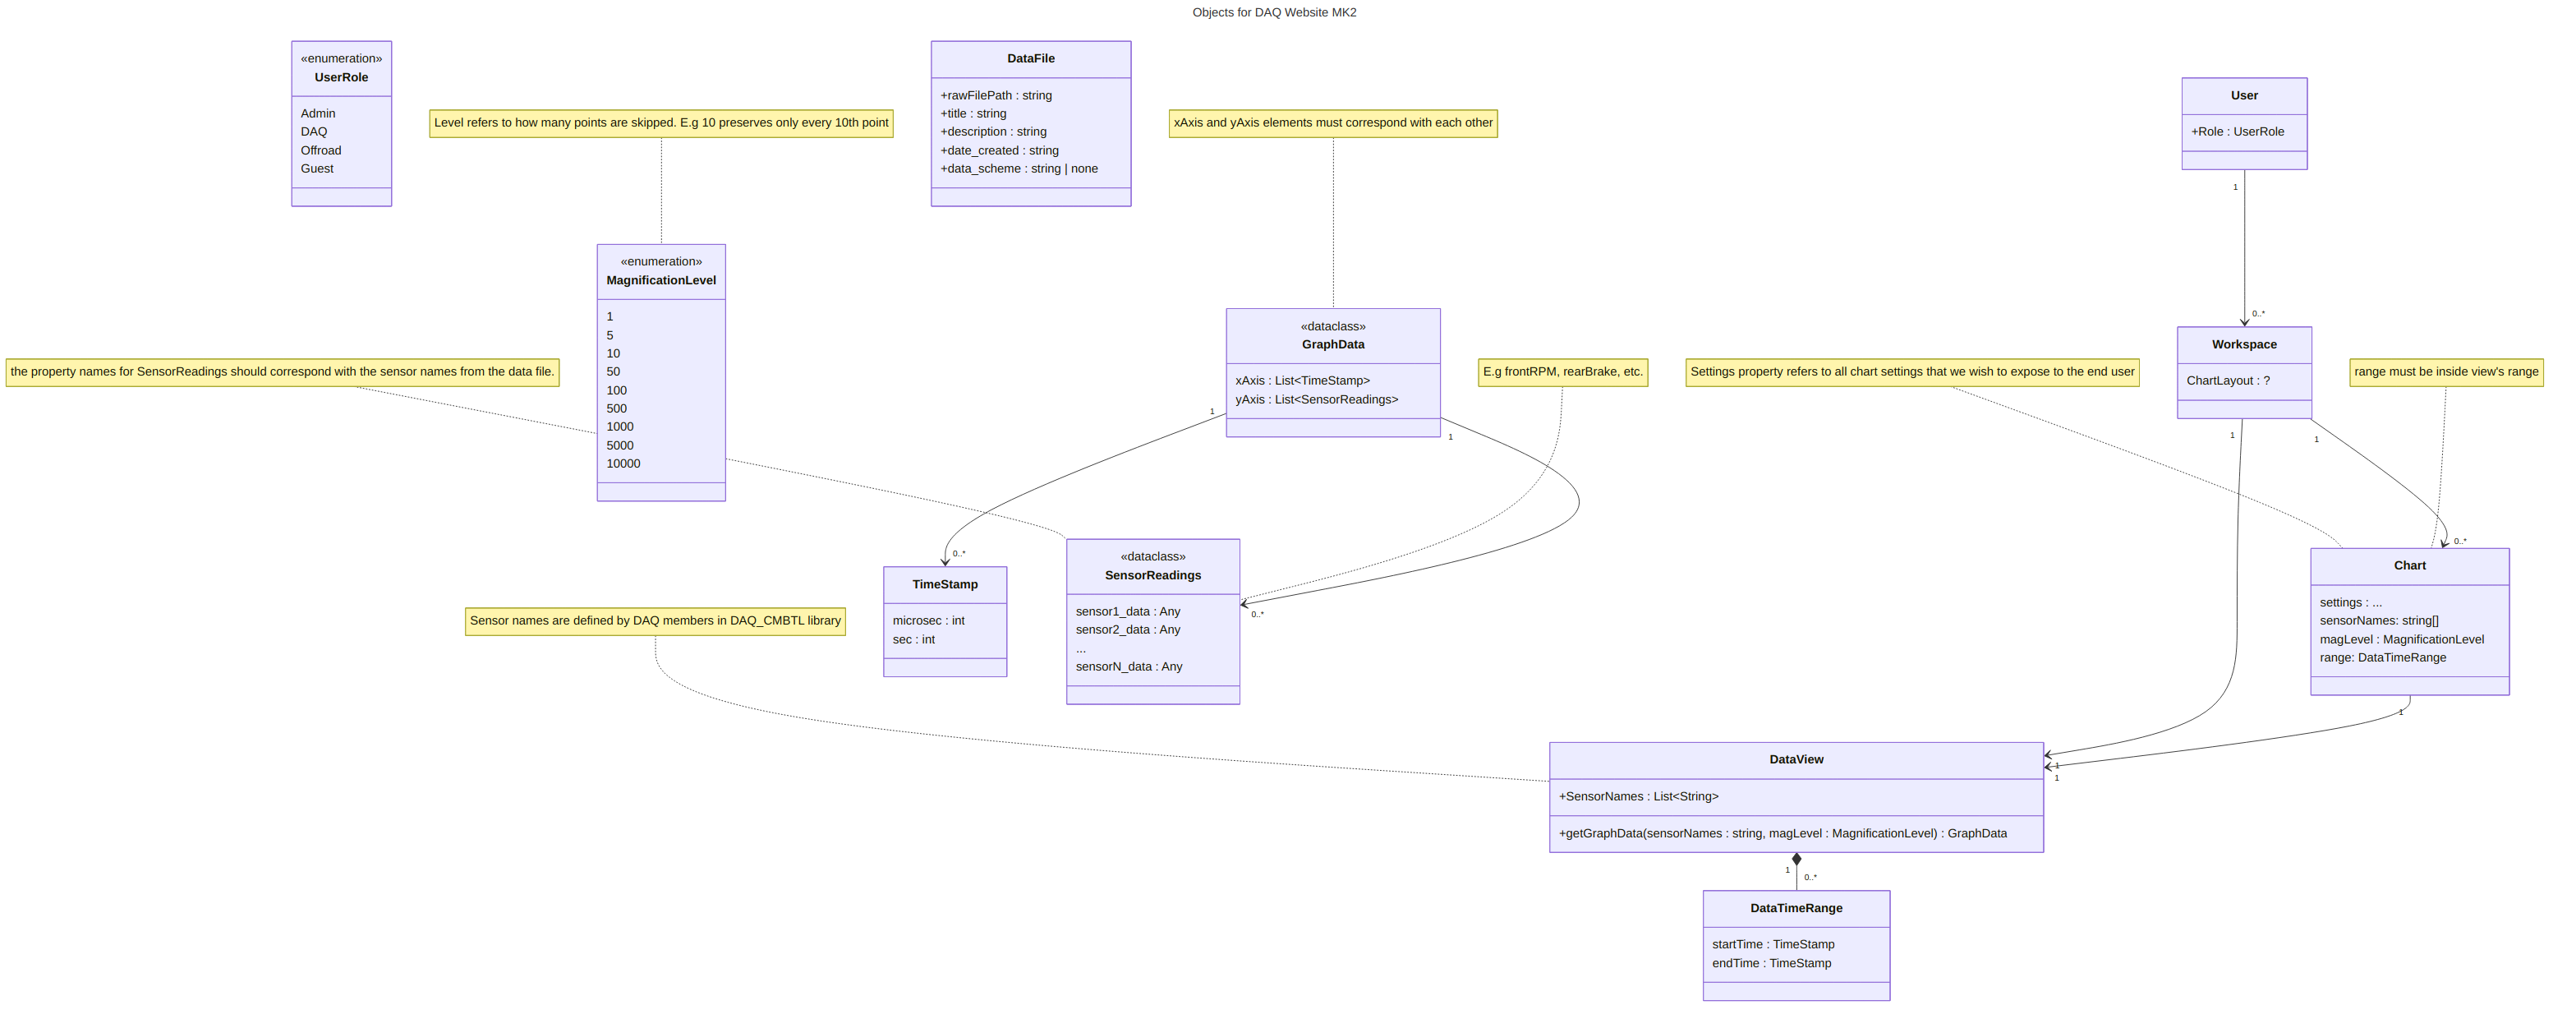 Objects for DAQ Website MK2
«enumeration»
UserRole
Admin
DAQ
Offroad
Guest
Level refers to how many points are skipped. E.g 10 preserves only every 10th point
DataFile
+rawFilePath : string
+title : string
+description : string
+date_created : string
+data_scheme : string | none
xAxis and yAxis elements must correspond with each other
User
+Role : UserRole
1
0..*
«enumeration»
MagnificationLevel
1
5
10
50
100
500
1000
5000
10000
the property names for SensorReadings should correspond with the sensor names from the data file.
«dataclass»
GraphData
xAxis : List<TimeStamp>
yAxis : List<SensorReadings>
1
1
E.g frontRPM, rearBrake, etc.
Settings property refers to all chart settings that we wish to expose to the end user
Workspace
ChartLayout : ?
1
1
range must be inside view's range
0..*
0..*
0..*
TimeStamp
microsec : int
sec : int
«dataclass»
SensorReadings
sensor1_data : Any
sensor2_data : Any
...
sensorN_data : Any
Chart
settings : ...
sensorNames: string[]
magLevel : MagnificationLevel
range: DataTimeRange
1
Sensor names are defined by DAQ members in DAQ_CMBTL library
DataView
+SensorNames : List<String>
+getGraphData(sensorNames : string, magLevel : MagnificationLevel) : GraphData
1
1
1
0..*
DataTimeRange
startTime : TimeStamp
endTime : TimeStamp